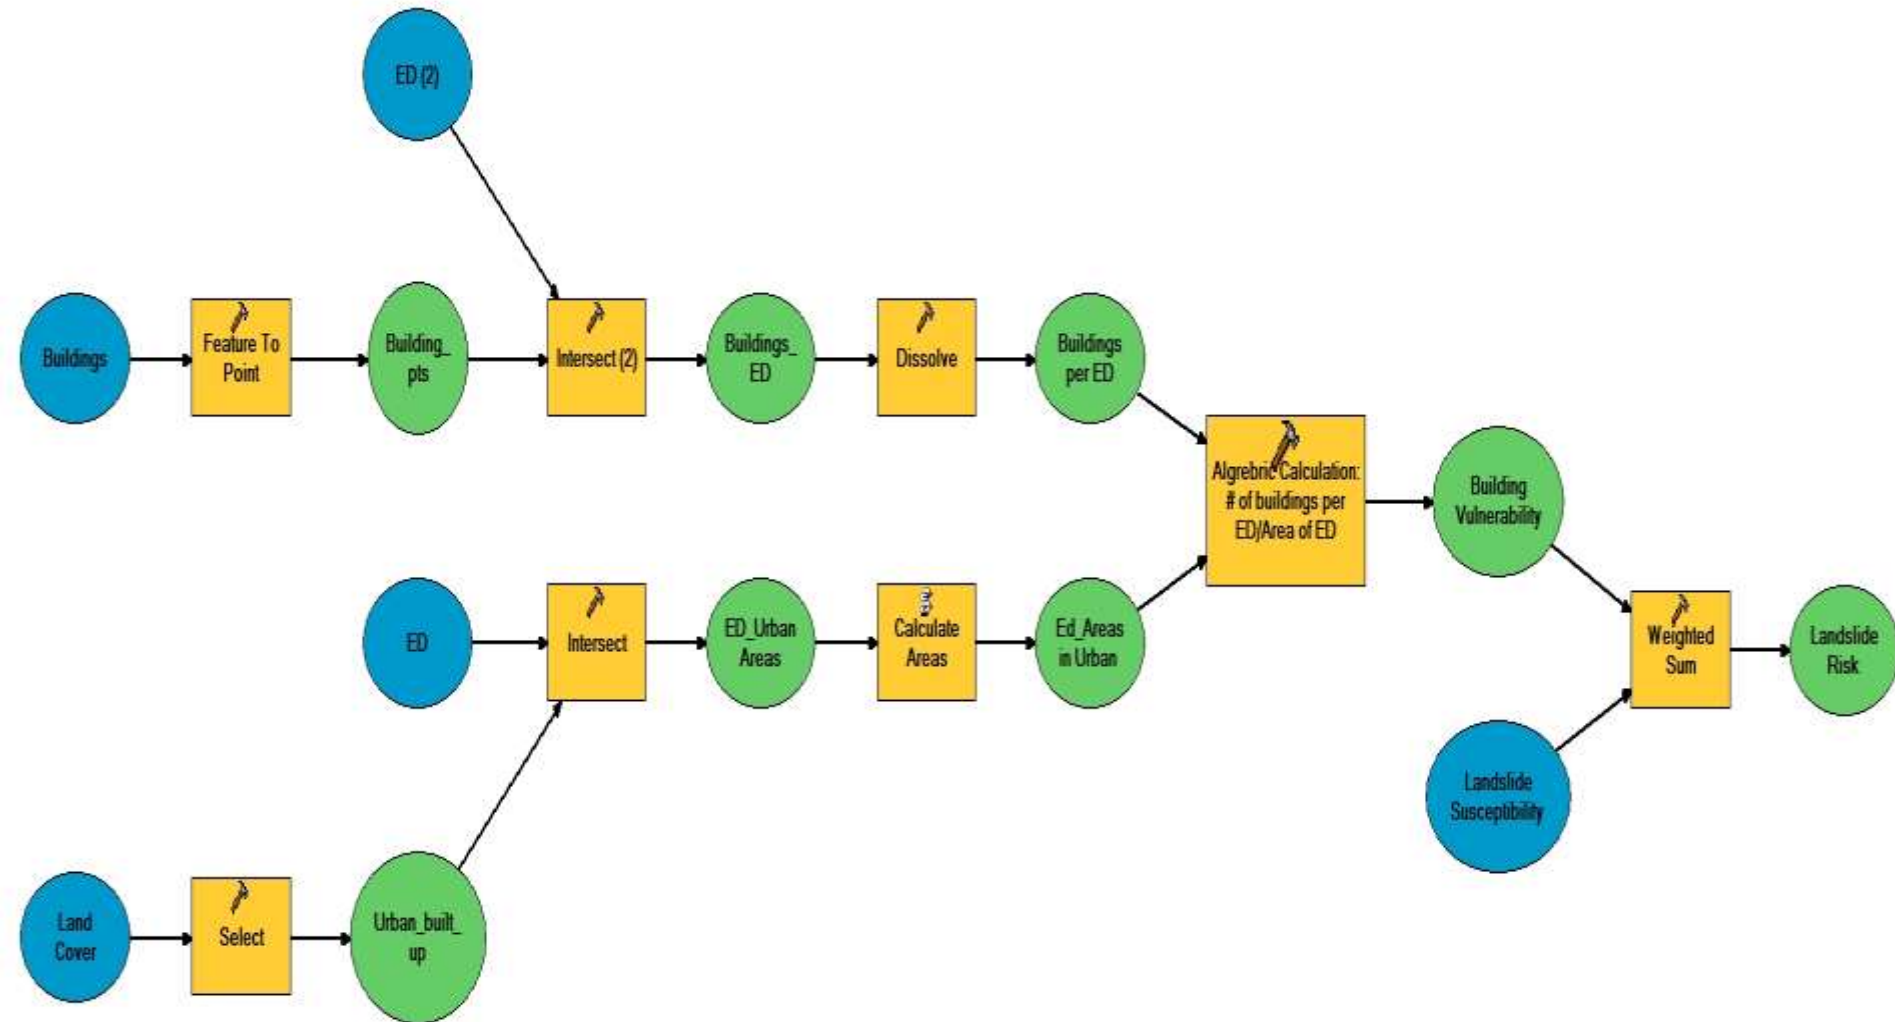 ED (2)
Buildings
Feature To
Point
Building_
pts
Intersect (2)
Buildings_
ED
Dissolve
Buildings
per ED
Algrebric Calculation:
# of buildings per
ED/Area of ED
Building
Vulnerability
ED
Intersect
ED_Urban
Areas
Calculate
Areas
Ed_Areas
in Urban
Weighted
Sum
Landslide
Risk
Landslide
Susceptibility
Land
Cover
Select
Urban_built_
up